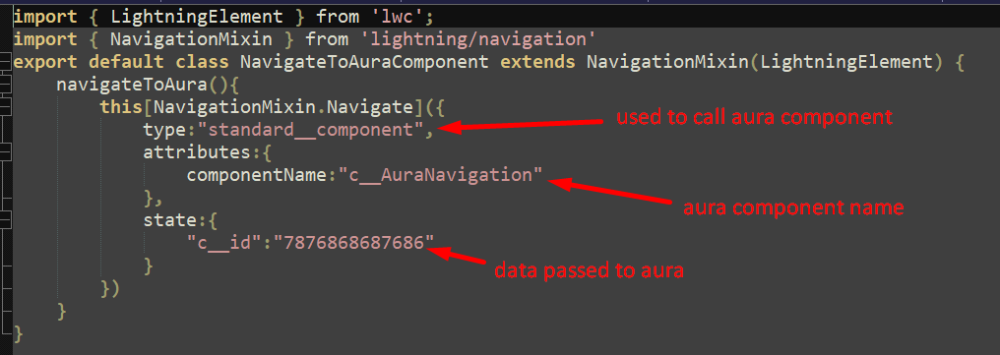 import { LightningElement } from 'lwc';
import { NavigationMixin } from 'lightning/navigation'
export default class NavigateToAuraComponent extends NavigationMixin(LightningElement) {
navigateToAura(){
this[NavigationMixin.Navigate]({
type:"standard__component",
used to call aura component
attributes:{
componentName:"c__AuraNavigation"
aura component name
},
state:{
"c__id":"7876868687686"
data passed to aura
}
})
}
}